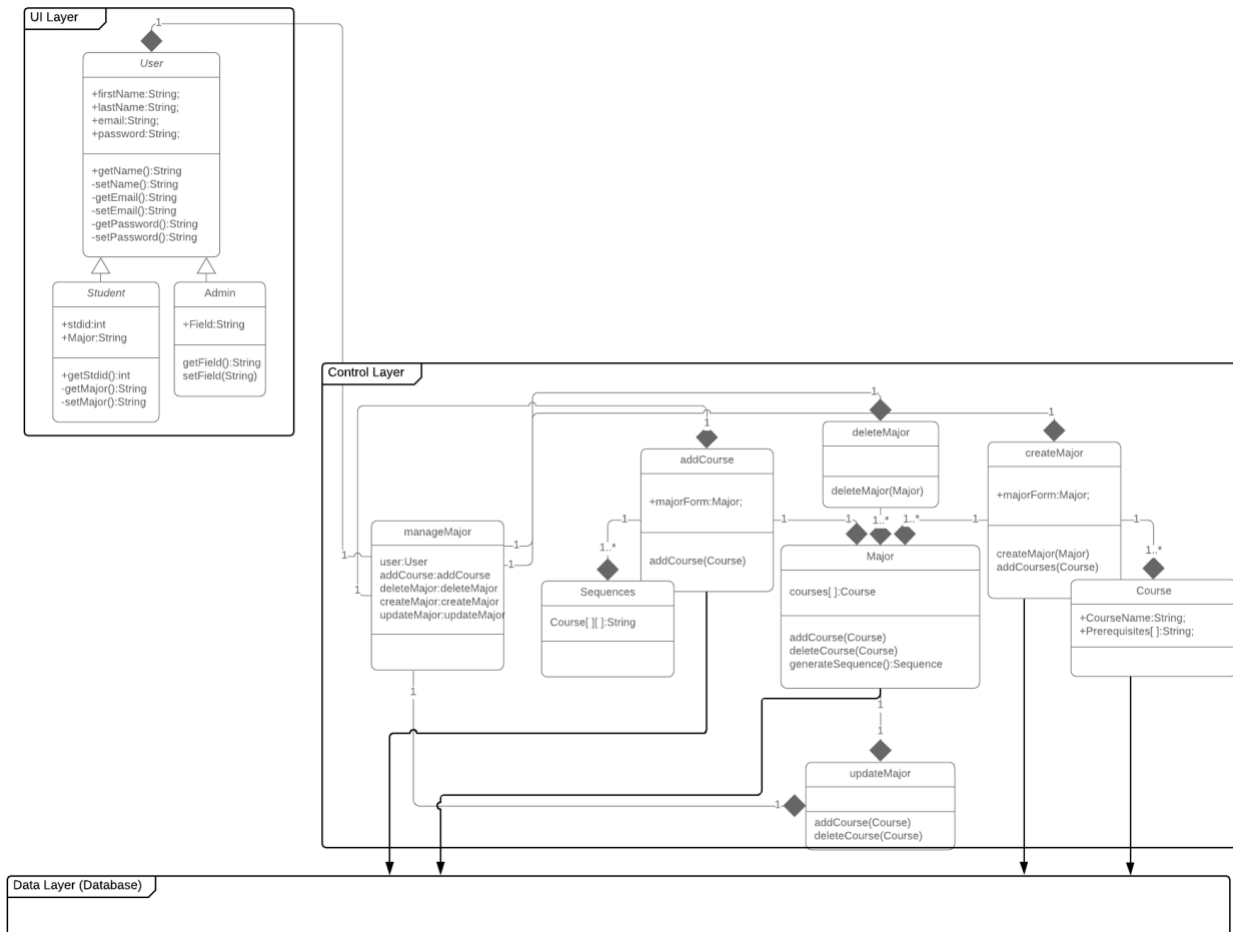 UI Layer
1
User
+firstName:String;
+lastName:String;
+email:String;
+password:String;
+getName():String
-setName():String
-getEmail():String
-setEmail():String
-getPassword():String
-setPassword():String
Student
+stdid:int
+Major:String
+getStdid():int
-getMajor():String
-setMajor():String
Admin
+Field:String
getField():String
setField(String)
Control Layer
1
1
1
deleteMajor
deleteMajor(Major)
addCourse
+majorForm:Major;
addCourse(Course)
createMajor
+majorForm:Major;
createMajor(Major)
addCourses(Course)
manageMajor
user:User
addCourse:addCourse
deleteMajor:deleteMajor
createMajor:createMajor
updateMajor:updateMajor
1
1
1
1
1
1
1..*
1
1
1..*
1..*
1
1
1..*
Sequences
Course[ ][ ]:String
Major
courses[ ]:Course
addCourse(Course)
deleteCourse(Course)
generateSequence():Sequence
Course
+CourseName:String;
+Prerequisites[ ]:String;
1
1
1
updateMajor
addCourse(Course)
deleteCourse(Course)
Data Layer (Database)